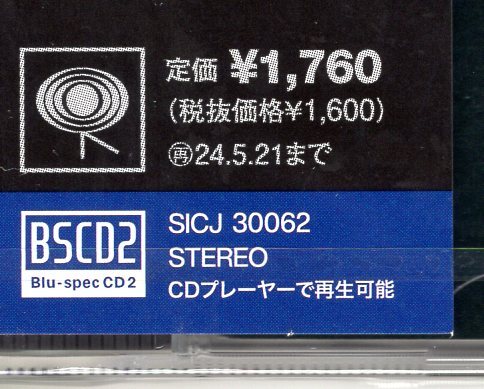 定価 ¥1,760
(税抜価格¥1,600)
㊢24.5.21まで
BSCD2
Blu-spec CD2
SICJ 30062
STEREO
CDプレーヤーで再生可能